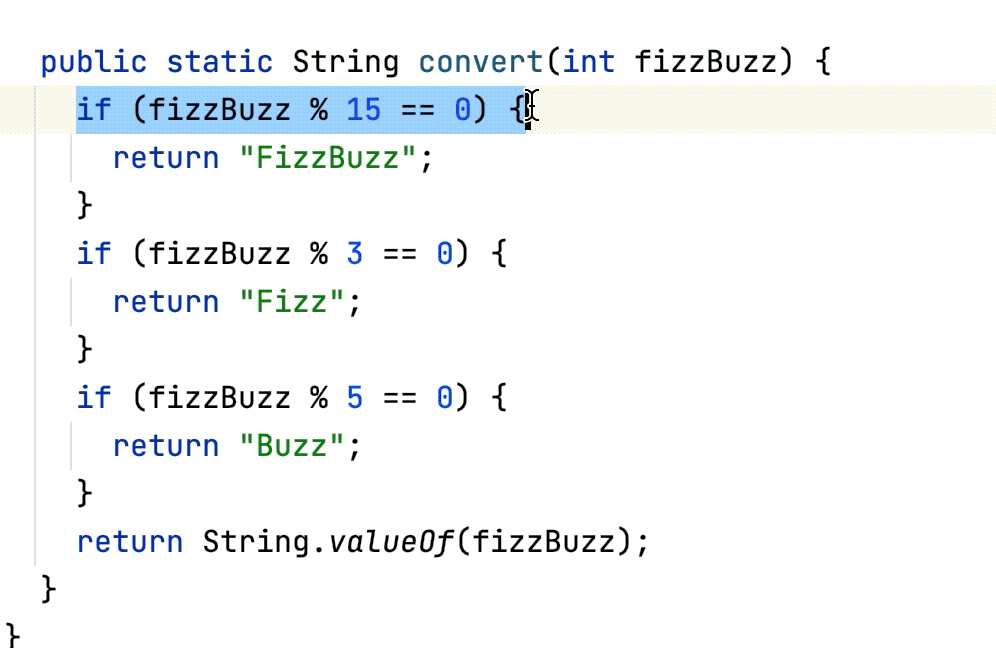 public static String convert(int fizzBuzz) {
if (fizzBuzz % 15 == 0) {
return "FizzBuzz";
}
if (fizzBuzz % 3 == 0) {
return "Fizz";
}
if (fizzBuzz % 5 == 0) {
return "Buzz";
}
return String.valueOf(fizzBuzz);
}
}